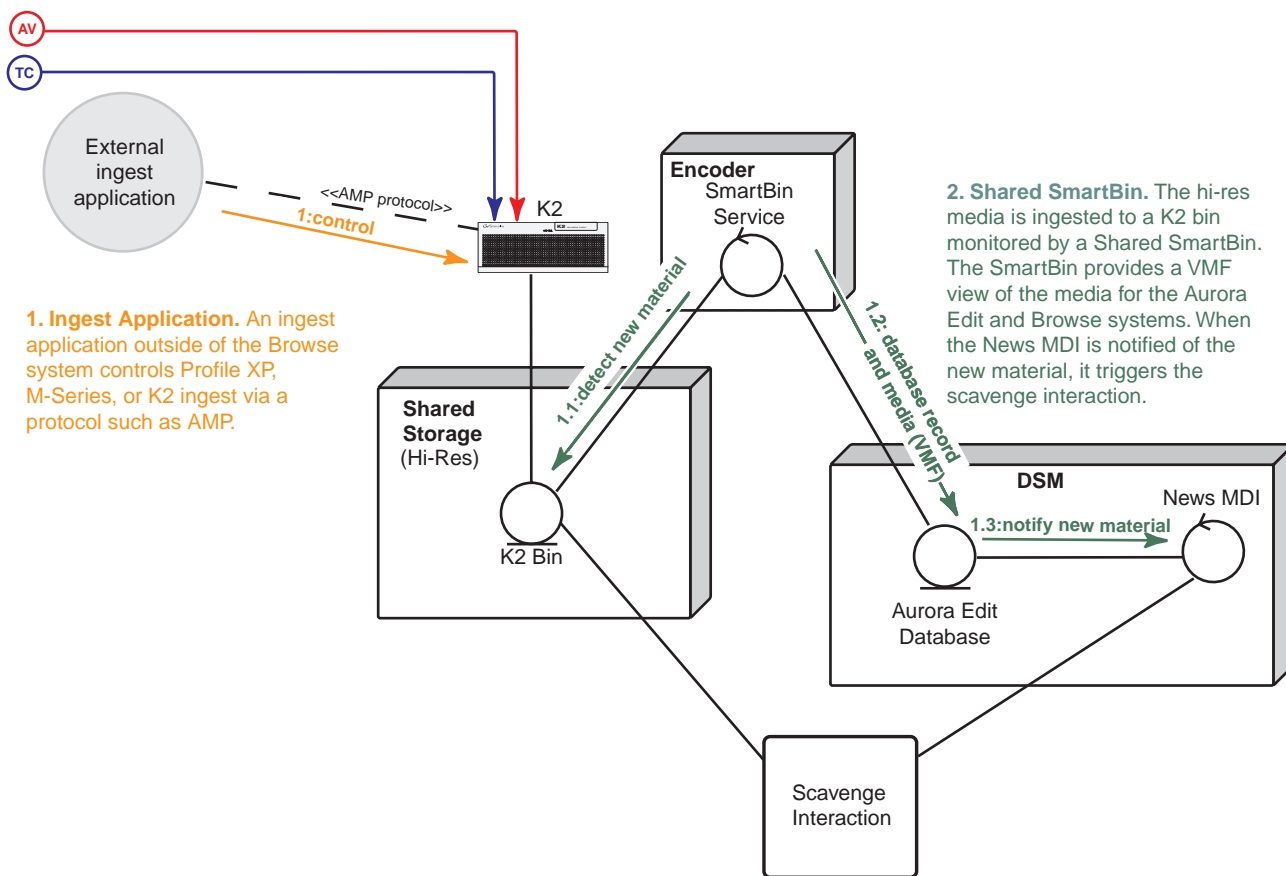 AV
TC
External
ingest
application
<<AMP protocol>>
1:control
K2
K2
1. Ingest Application. An ingest
application outside of the Browse
system controls Profile XP,
M-Series, or K2 ingest via a
protocol such as AMP.
Encoder
SmartBin
Service
2. Shared SmartBin. The hi-res
media is ingested to a K2 bin
monitored by a Shared SmartBin.
The SmartBin provides a VMF
view of the media for the Aurora
Edit and Browse systems. When
the News MDI is notified of the
new material, it triggers the
scavenge interaction.
1.1:detect new material
1.2: database record
and media (VMF)
Shared
Storage
(Hi-Res)
K2 Bin
DSM
News MDI
1.3:notify new material
Aurora Edit
Database
Scavenge
Interaction